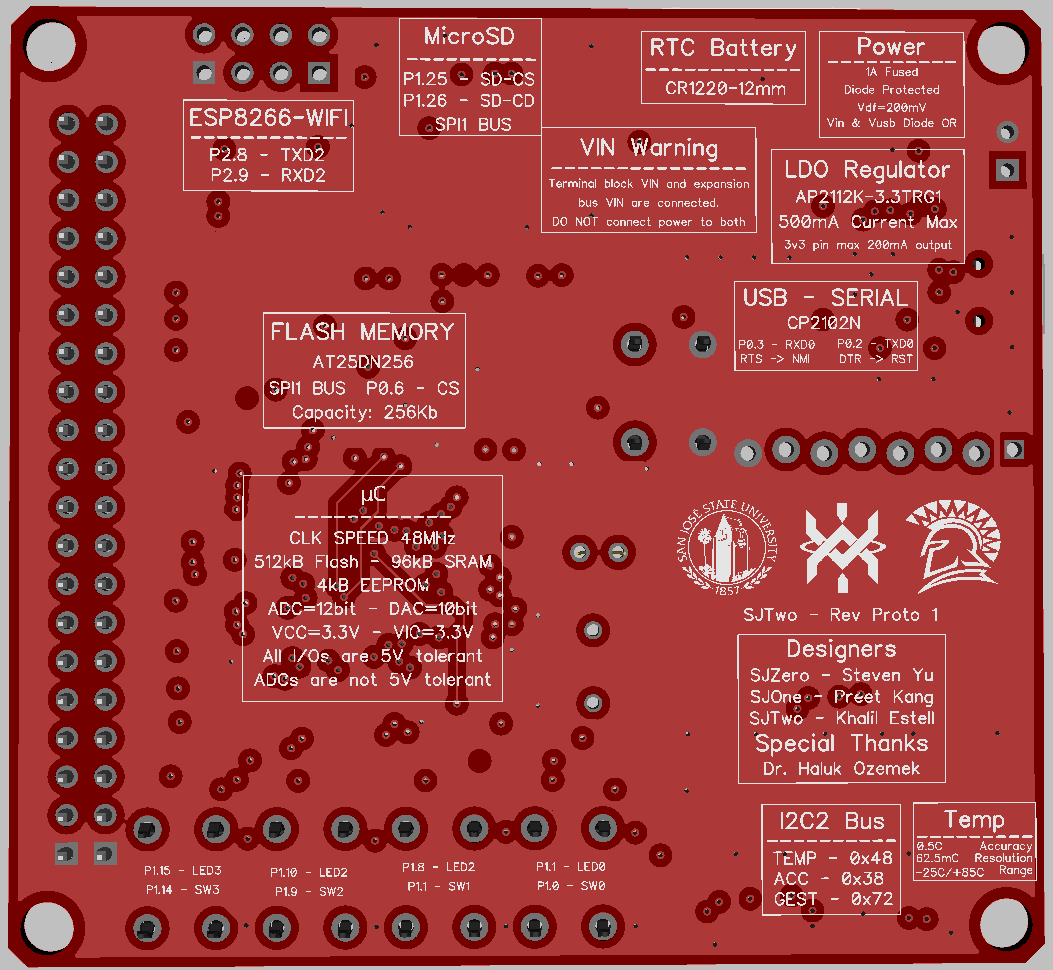 MicroSD
P1.25 - SD-CS
P1.26 - SD-CD
SPI1 BUS
RTC Battery
CR1220-12mm
Power
1A Fused
Diode Protected
Vdf=200mV
Vin & Vusb Diode OR
ESP8266-WIFI
P2.8 - TXD2
P2.9 - RXD2
VIN Warning
Terminal block VIN and expansion
bus VIN are connected.
DO NOT connect power to both
LDO Regulator
AP2112K-3.3TRG1
500mA Current Max
3v3 pin max 200mA output
USB - SERIAL
CP2102N
P0.3 - RXD0 P0.2 - TXD0
RTS -> NMI DTR -> RST
FLASH MEMORY
AT25DN256
SPI1 BUS P0.6 - CS
Capacity: 256Kb
µC
CLK SPEED 48MHz
512kB Flash - 96kB SRAM
4kB EEPROM
ADC=12bit - DAC=10bit
VCC=3.3V - VIO=3.3V
All I/Os are 5V tolerant
ADCs are not 5V tolerant
SAN JOSÉ STATE UNIVERSITY
1857
SJTwo - Rev Proto 1
Designers
SJZero - Steven Yu
SJOne - Preet Kang
SJTwo - Khalil Estell
Special Thanks
Dr. Haluk Ozemek
I2C2 Bus
TEMP - 0x48
ACC - 0x38
GEST - 0x72
Temp
0.5C Accuracy
62.5mC Resolution
-25C/+85C Range
P1.15 - LED3
P1.14 - SW3
P1.10 - LED2
P1.9 - SW2
P1.8 - LED2
P1.1 - SW1
P1.1 - LED0
P1.0 - SW0